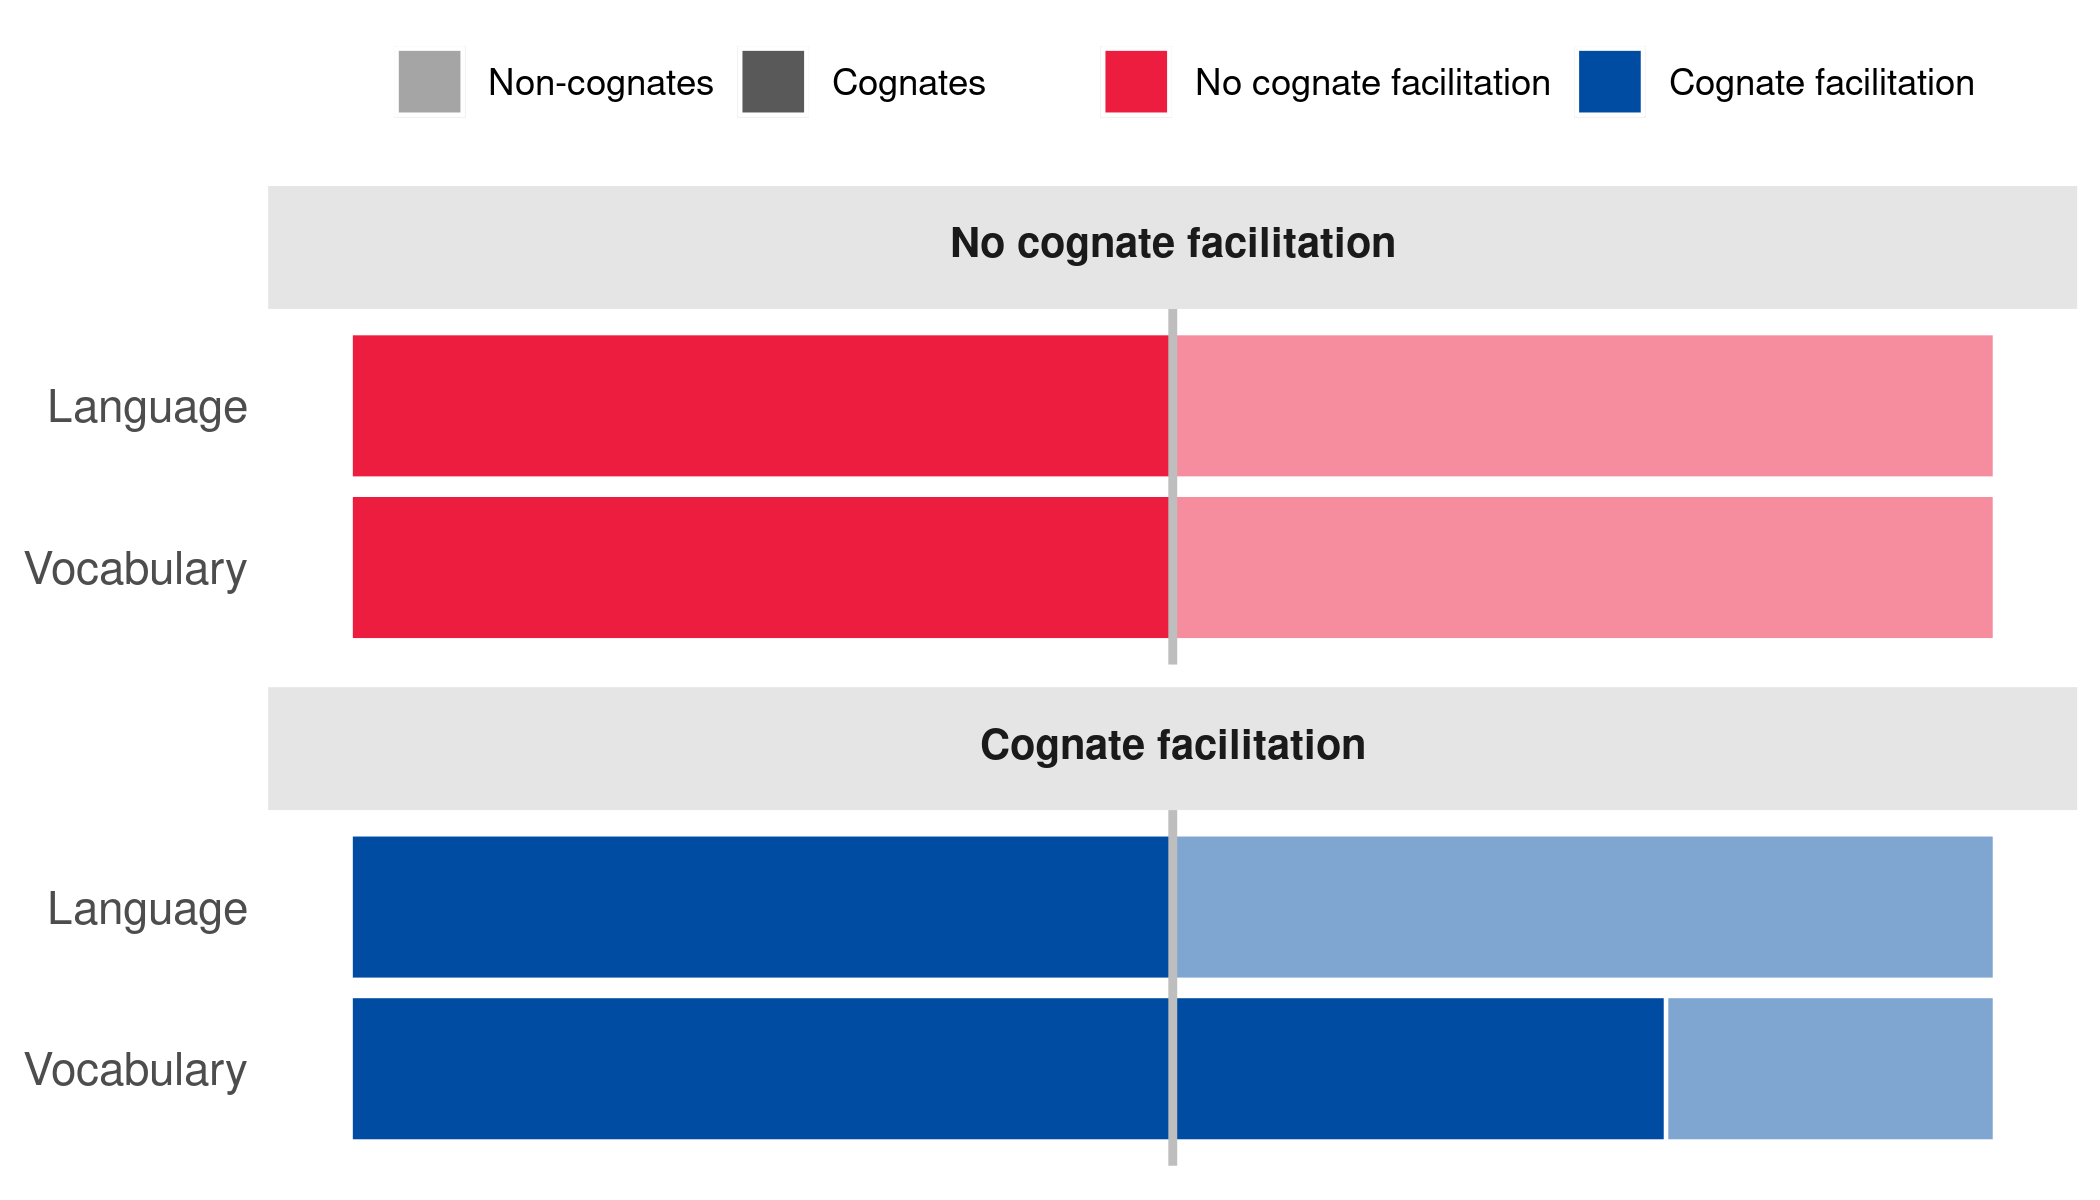 Non-cognates Cognates No cognate facilitation Cognate facilitation
No cognate facilitation
Language
Vocabulary
Cognate facilitation
Language
Vocabulary